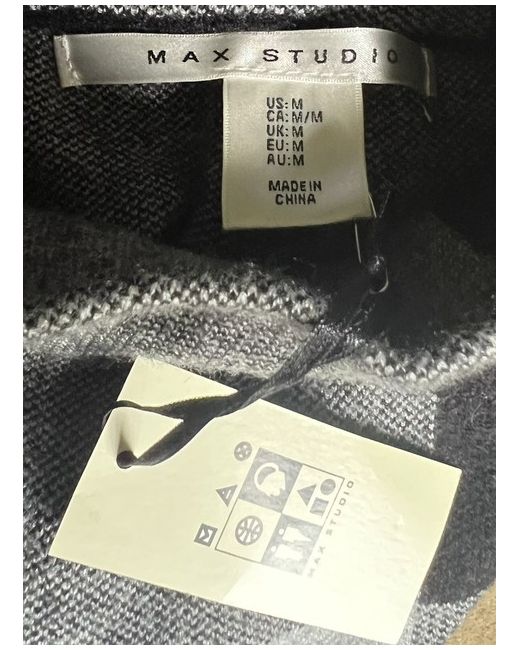 MAX STUDIO
US:M
CA:M/M
UK:M
EU:M
AU:M
MADE IN
CHINA
MAX STUDIO